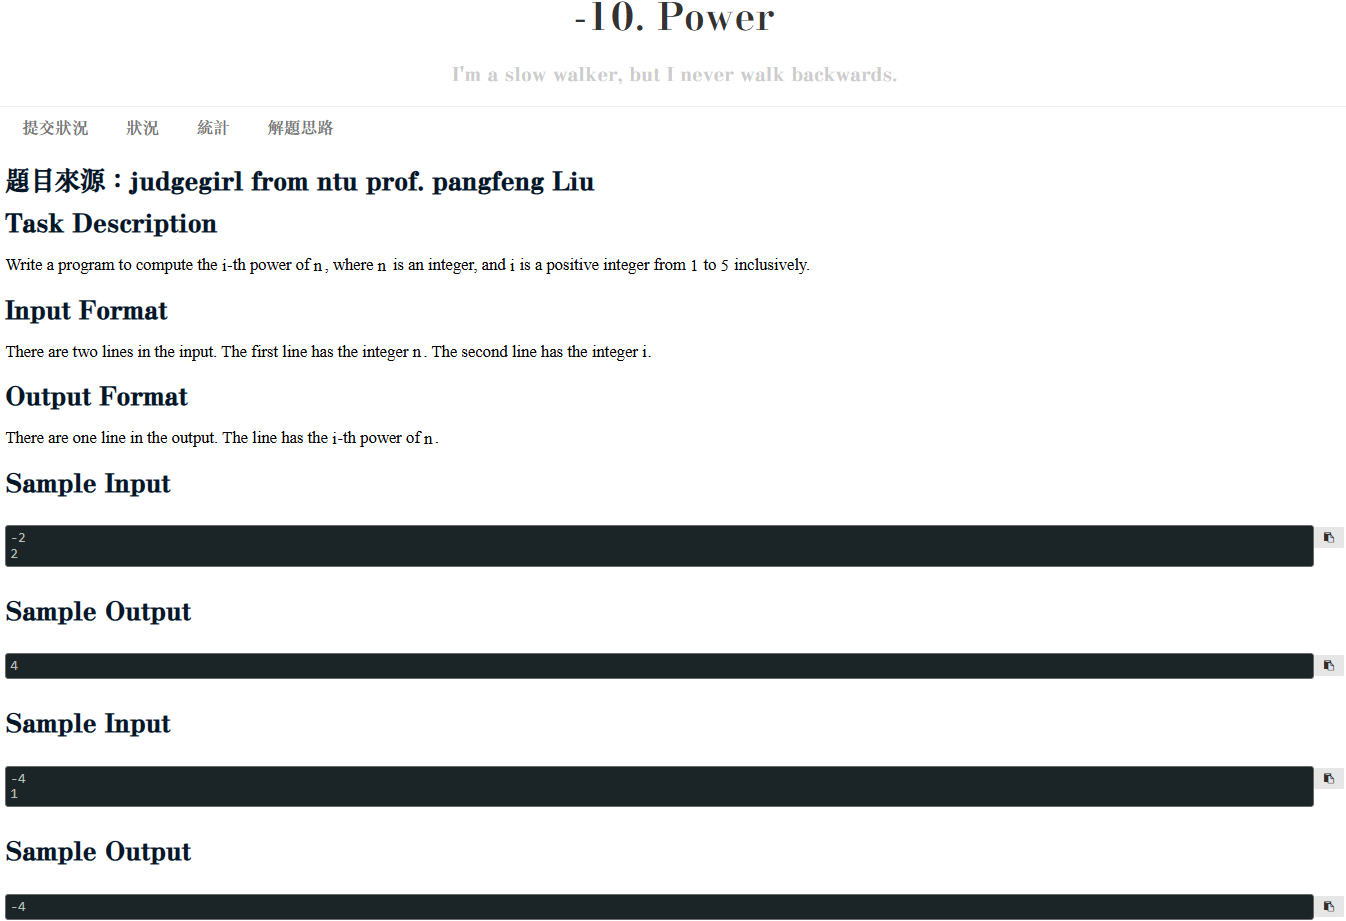 -10. Power
I'm a slow walker, but I never walk backwards.
提交狀況 狀況 統計 解題思路
題目來源：judgegirl from ntu prof. pangfeng Liu
Task Description
Write a program to compute the i-th power of n, where n is an integer, and i is a positive integer from 1 to 5 inclusively.
Input Format
There are two lines in the input. The first line has the integer n. The second line has the integer i.
Output Format
There are one line in the output. The line has the i-th power of n.
Sample Input
-2
2
Sample Output
4
Sample Input
-4
1
Sample Output
-4